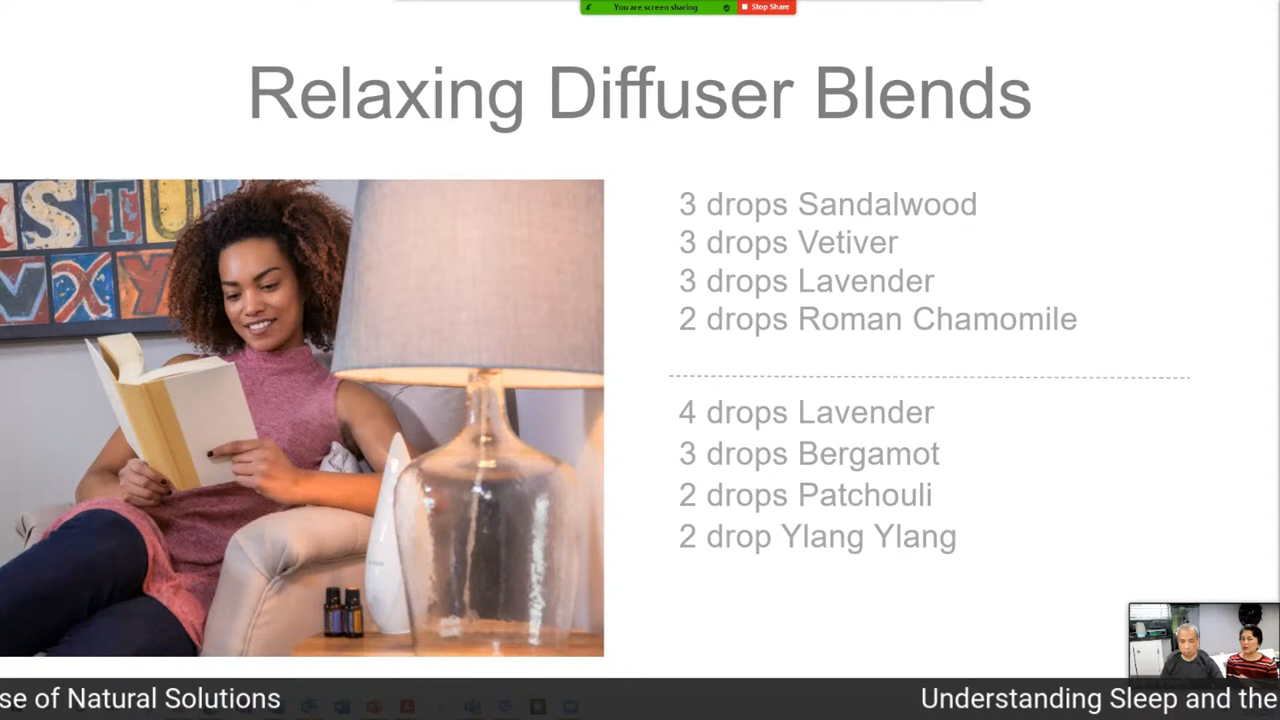 You are screen sharing
Stop Share
Relaxing Diffuser Blends
STU
VXY
3 drops Sandalwood
3 drops Vetiver
3 drops Lavender
2 drops Roman Chamomile
4 drops Lavender
3 drops Bergamot
2 drops Patchouli
2 drop Ylang Ylang
se of Natural Solutions
Understanding Sleep and the